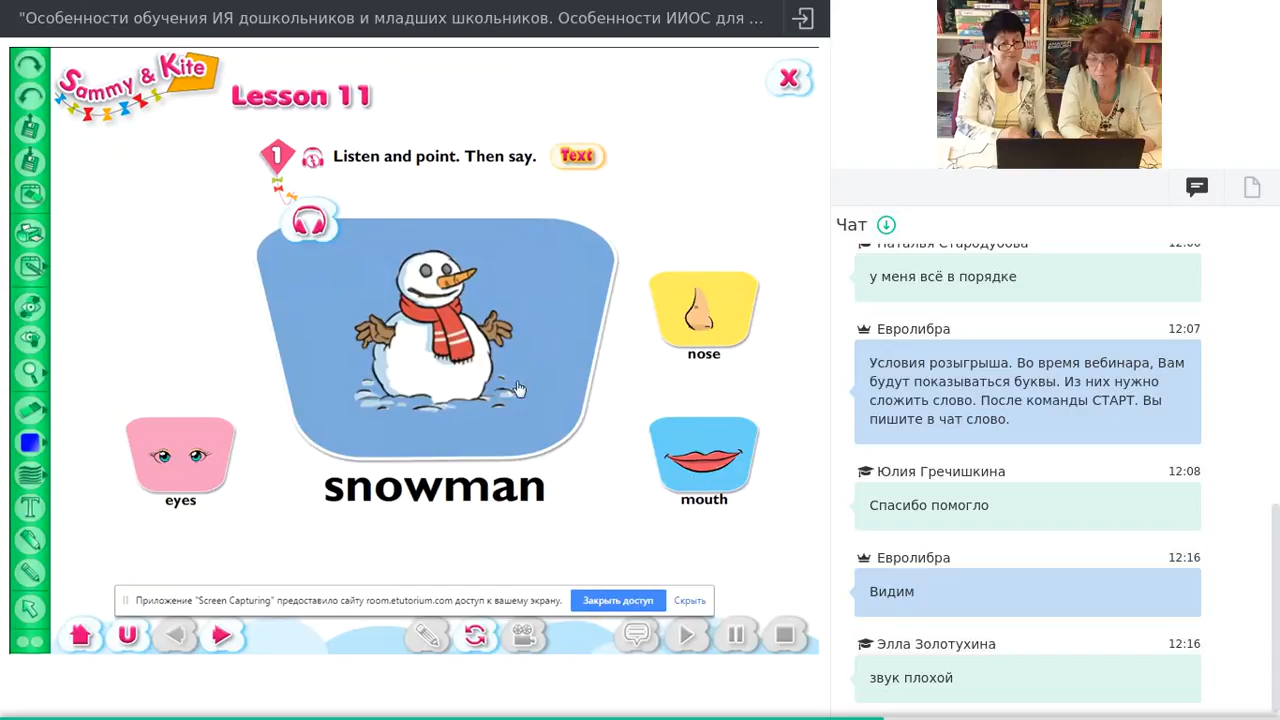 "Особенности обучения ИЯ дошкольников и младших школьников. Особенности ИИОС для ...
Sammy & Kite
Lesson 11
1 Listen and point. Then say. Text
snowman
nose
eyes
mouth
Приложение "Screen Capturing" предоставило сайту room.etutorium.com доступ к вашему экрану. Закрыть доступ Скрыть
U
T
X
Чат
Наталья Стародубова 12:06
у меня всё в порядке
Евролибра 12:07
Условия розыгрыша. Во время вебинара, Вам
будут показываться буквы. Из них нужно
сложить слово. После команды СТАРТ. Вы
пишите в чат слово.
Юлия Гречишкина 12:08
Спасибо помогло
Евролибра 12:16
Видим
Элла Золотухина 12:16
звук плохой